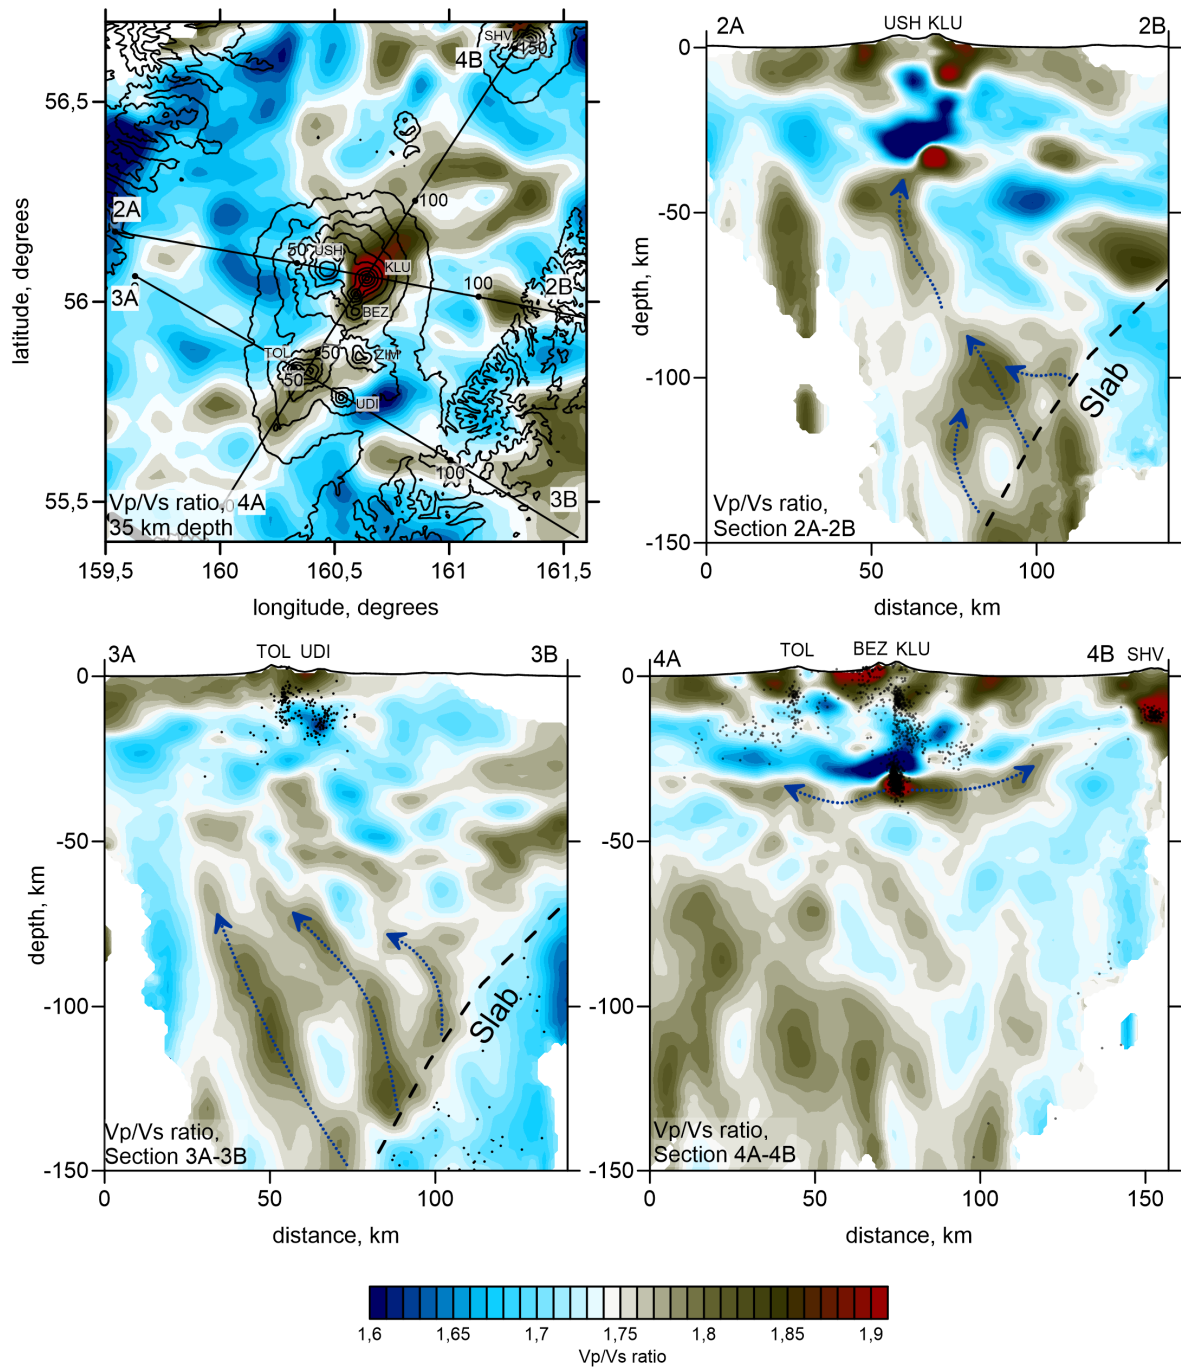 SHV
150
4B
56,5
2A
100
50
USH
KLU
3A
56
100
2B
BEZ
TOL
50
ZIM
50
UDI
100
55,5
Vp/Vs ratio, 4A
35 km depth
3B
159,5
160
160,5
161
161,5
latitude, degrees
longitude, degrees
2A
USH KLU
2B
0
-50
-100
-150
depth, km
Slab
Vp/Vs ratio,
Section 2A-2B
0
50
100
distance, km
3A
TOL UDI
3B
0
-50
-100
-150
depth, km
Slab
Vp/Vs ratio,
Section 3A-3B
0
50
100
distance, km
4A
TOL
BEZ KLU
4B
SHV
0
-50
-100
-150
Vp/Vs ratio,
Section 4A-4B
0
50
100
150
distance, km
1,6
1,65
1,7
1,75
1,8
1,85
1,9
Vp/Vs ratio